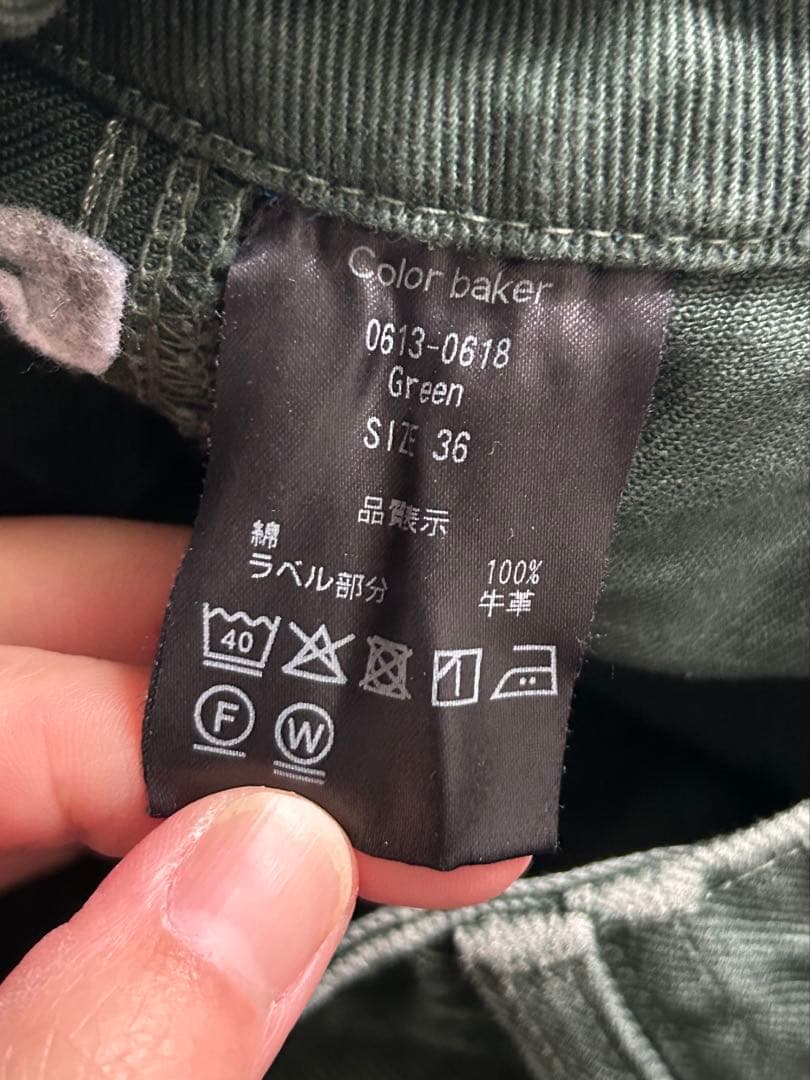 Color baker
0613-0618
Green
SIZE 36
品質表示
綿 100%
ラベル部分 牛革
40
F W